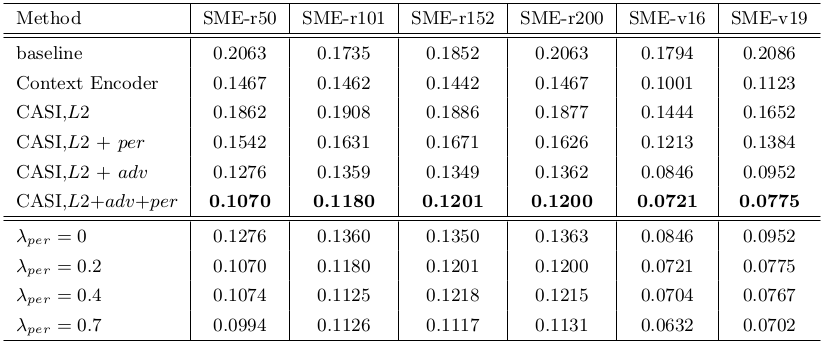 Method SME-r50 SME-r101 SME-r152 SME-r200 SME-v16 SME-v19
baseline 0.2063 0.1735 0.1852 0.2063 0.1794 0.2086
Context Encoder 0.1467 0.1462 0.1442 0.1467 0.1001 0.1123
CASI,L2 0.1862 0.1908 0.1886 0.1877 0.1444 0.1652
CASI,L2 + per 0.1542 0.1631 0.1671 0.1626 0.1213 0.1384
CASI,L2 + adv 0.1276 0.1359 0.1349 0.1362 0.0846 0.0952
CASI,L2+adv+per 0.1070 0.1180 0.1201 0.1200 0.0721 0.0775
λper = 0 0.1276 0.1360 0.1350 0.1363 0.0846 0.0952
λper = 0.2 0.1070 0.1180 0.1201 0.1200 0.0721 0.0775
λper = 0.4 0.1074 0.1125 0.1218 0.1215 0.0704 0.0767
λper = 0.7 0.0994 0.1126 0.1117 0.1131 0.0632 0.0702